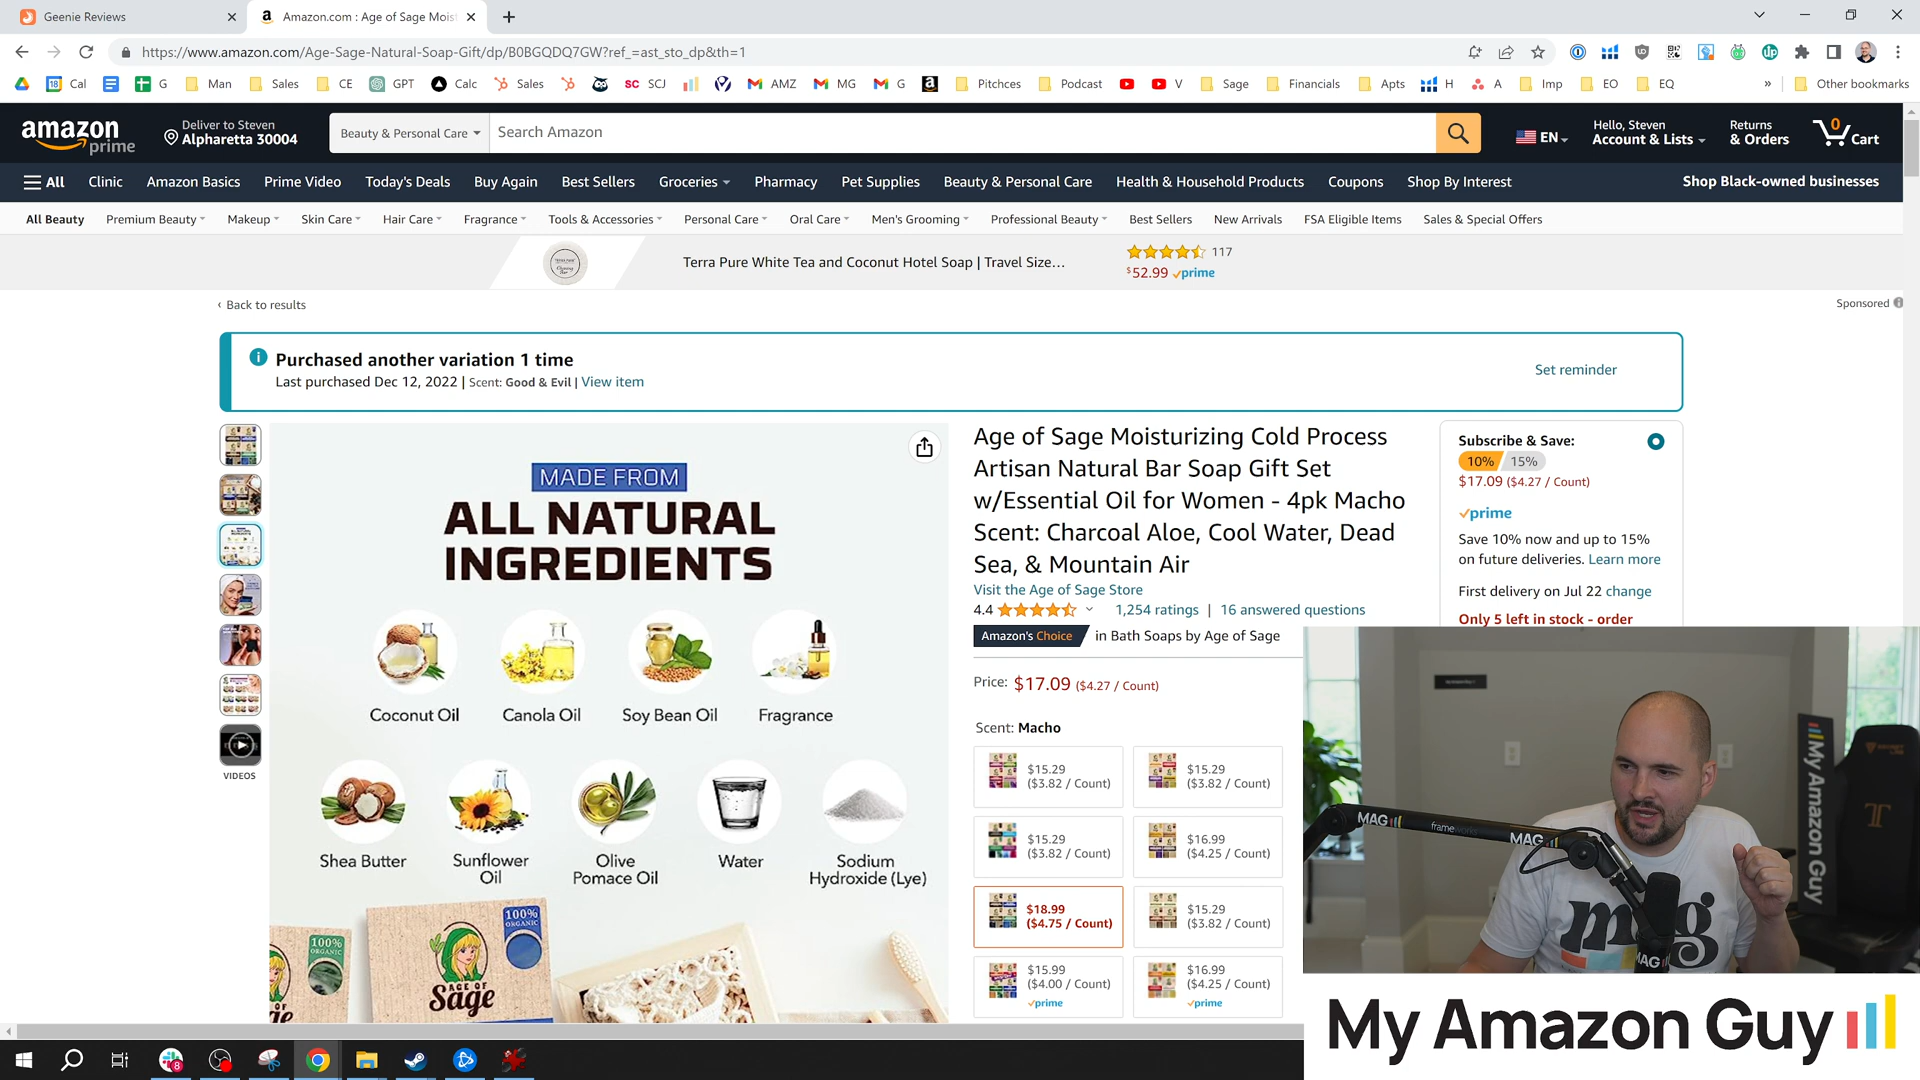 Geenie Reviews
Amazon.com : Age of Sage Moist
https://www.amazon.com/Age-Sage-Natural-Soap-Gift/dp/B0BGQDQ7GW?ref_=ast_sto_dp&th=1
Cal G Man Sales CE GPT Calc Sales SC SCJ V AMZ MG G Pitchces Podcast V Sage Financials Apts H A Imp EO EQ » Other bookmarks
amazon prime
Deliver to Steven
Alpharetta 30004
Beauty & Personal Care
Search Amazon
EN
Hello, Steven
Account & Lists
Returns
& Orders
0
Cart
All Clinic Amazon Basics Prime Video Today's Deals Buy Again Best Sellers Groceries Pharmacy Pet Supplies Beauty & Personal Care Health & Household Products Coupons Shop By Interest Shop Black-owned businesses
All Beauty Premium Beauty Makeup Skin Care Hair Care Fragrance Tools & Accessories Personal Care Oral Care Men's Grooming Professional Beauty Best Sellers New Arrivals FSA Eligible Items Sales & Special Offers
Terra Pure White Tea and Coconut Hotel Soap | Travel Size...
117
$52.99 prime
‹ Back to results
Sponsored
Purchased another variation 1 time
Last purchased Dec 12, 2022 | Scent: Good & Evil | View item
Set reminder
VIDEOS
MADE FROM
ALL NATURAL
INGREDIENTS
Coconut Oil
Canola Oil
Soy Bean Oil
Fragrance
Shea Butter
Sunflower
Oil
Olive
Pomace Oil
Water
Sodium
Hydroxide (Lye)
100%
ORGANIC
100%
ORGANIC
AGE OF
Sage
Age of Sage Moisturizing Cold Process
Artisan Natural Bar Soap Gift Set
w/Essential Oil for Women - 4pk Macho
Scent: Charcoal Aloe, Cool Water, Dead
Sea, & Mountain Air
Visit the Age of Sage Store
4.4 1,254 ratings | 16 answered questions
Amazon's Choice in Bath Soaps by Age of Sage
Price: $17.09 ($4.27 / Count)
Scent: Macho
$15.29
($3.82 / Count)
$15.29
($3.82 / Count)
$15.29
($3.82 / Count)
$16.99
($4.25 / Count)
$18.99
($4.75 / Count)
$15.29
($3.82 / Count)
$15.99
($4.00 / Count)
prime
$16.99
($4.25 / Count)
prime
Subscribe & Save:
10% 15%
$17.09 ($4.27 / Count)
prime
Save 10% now and up to 15%
on future deliveries. Learn more
First delivery on Jul 22 change
Only 5 left in stock - order
MAG
frameworks
MAG
My Amazon Guy
mag
MAG
My Amazon Guy
8